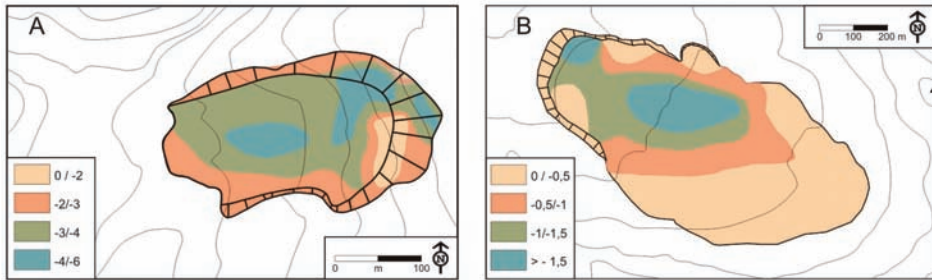 A
0 / -2
-2/-3
-3/-4
-4/-6
N
0 m 100
B
0 100 200 m
N
0 / -0,5
-0,5/-1
-1/-1,5
> - 1,5